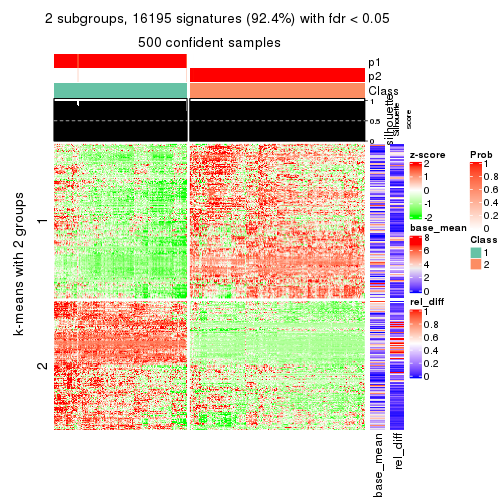 2 subgroups, 16195 signatures (92.4%) with fdr < 0.05
500 confident samples
p1
p2
Class
1
0.5
0
silhouette
Silhouette
score
k-means with 2 groups
1
2
base_mean
rel_diff
z-score
2
1
0
-1
-2
base_mean
8
6
4
2
0
rel_diff
1
0.8
0.6
0.4
0.2
0
Prob
1
0.8
0.6
0.4
0.2
0
Class
1
2